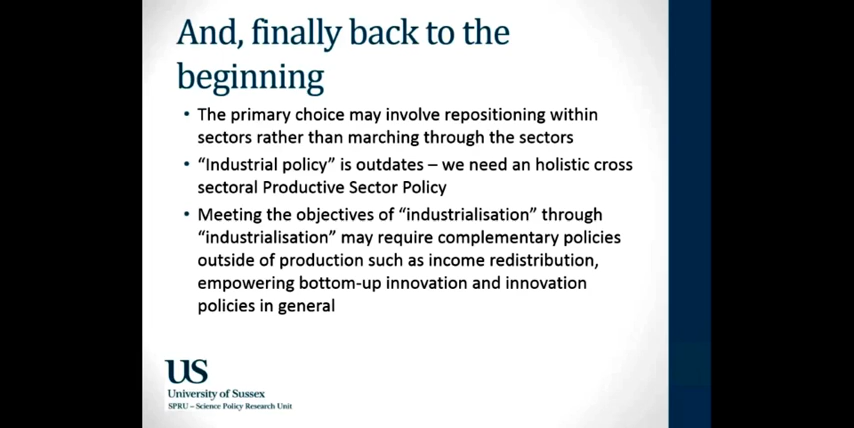 And, finally back to the
beginning
• The primary choice may involve repositioning within
sectors rather than marching through the sectors
• “Industrial policy” is outdates – we need an holistic cross
sectoral Productive Sector Policy
• Meeting the objectives of “industrialisation” through
“industrialisation” may require complementary policies
outside of production such as income redistribution,
empowering bottom-up innovation and innovation
policies in general
US
University of Sussex
SPRU – Science Policy Research Unit